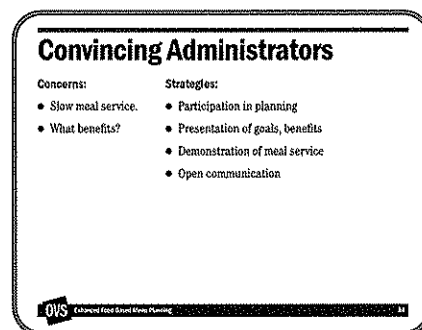 Convincing Administrators
Concerns:
• Slow meal service.
• What benefits?
Strategies:
• Participation in planning
• Presentation of goals, benefits
• Demonstration of meal service
• Open communication
OVS Enhanced Food Based Menu Planning